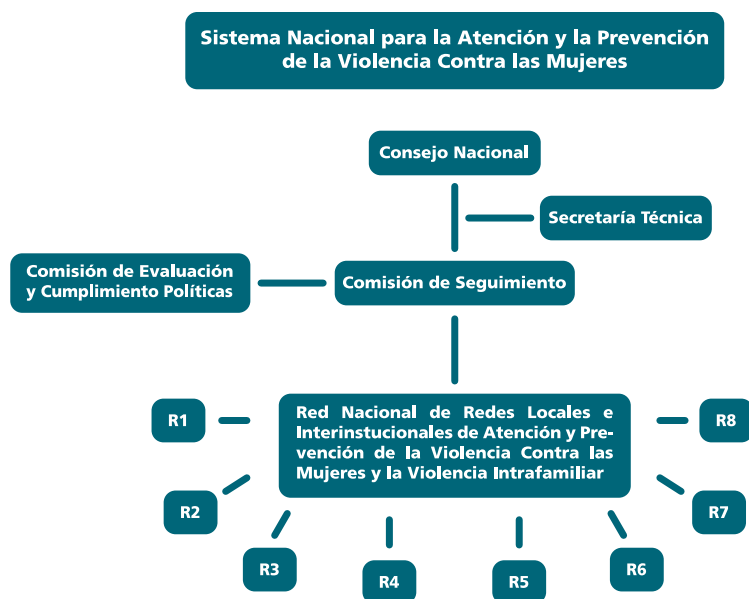 Sistema Nacional para la Atención y la Prevención
de la Violencia Contra las Mujeres
Consejo Nacional
Secretaría Técnica
Comisión de Evaluación
y Cumplimiento Políticas
Comisión de Seguimiento
R1
Red Nacional de Redes Locales e
Interinstucionales de Atención y Pre-
vención de la Violencia Contra las
Mujeres y la Violencia Intrafamiliar
R8
R2
R7
R3
R4
R5
R6